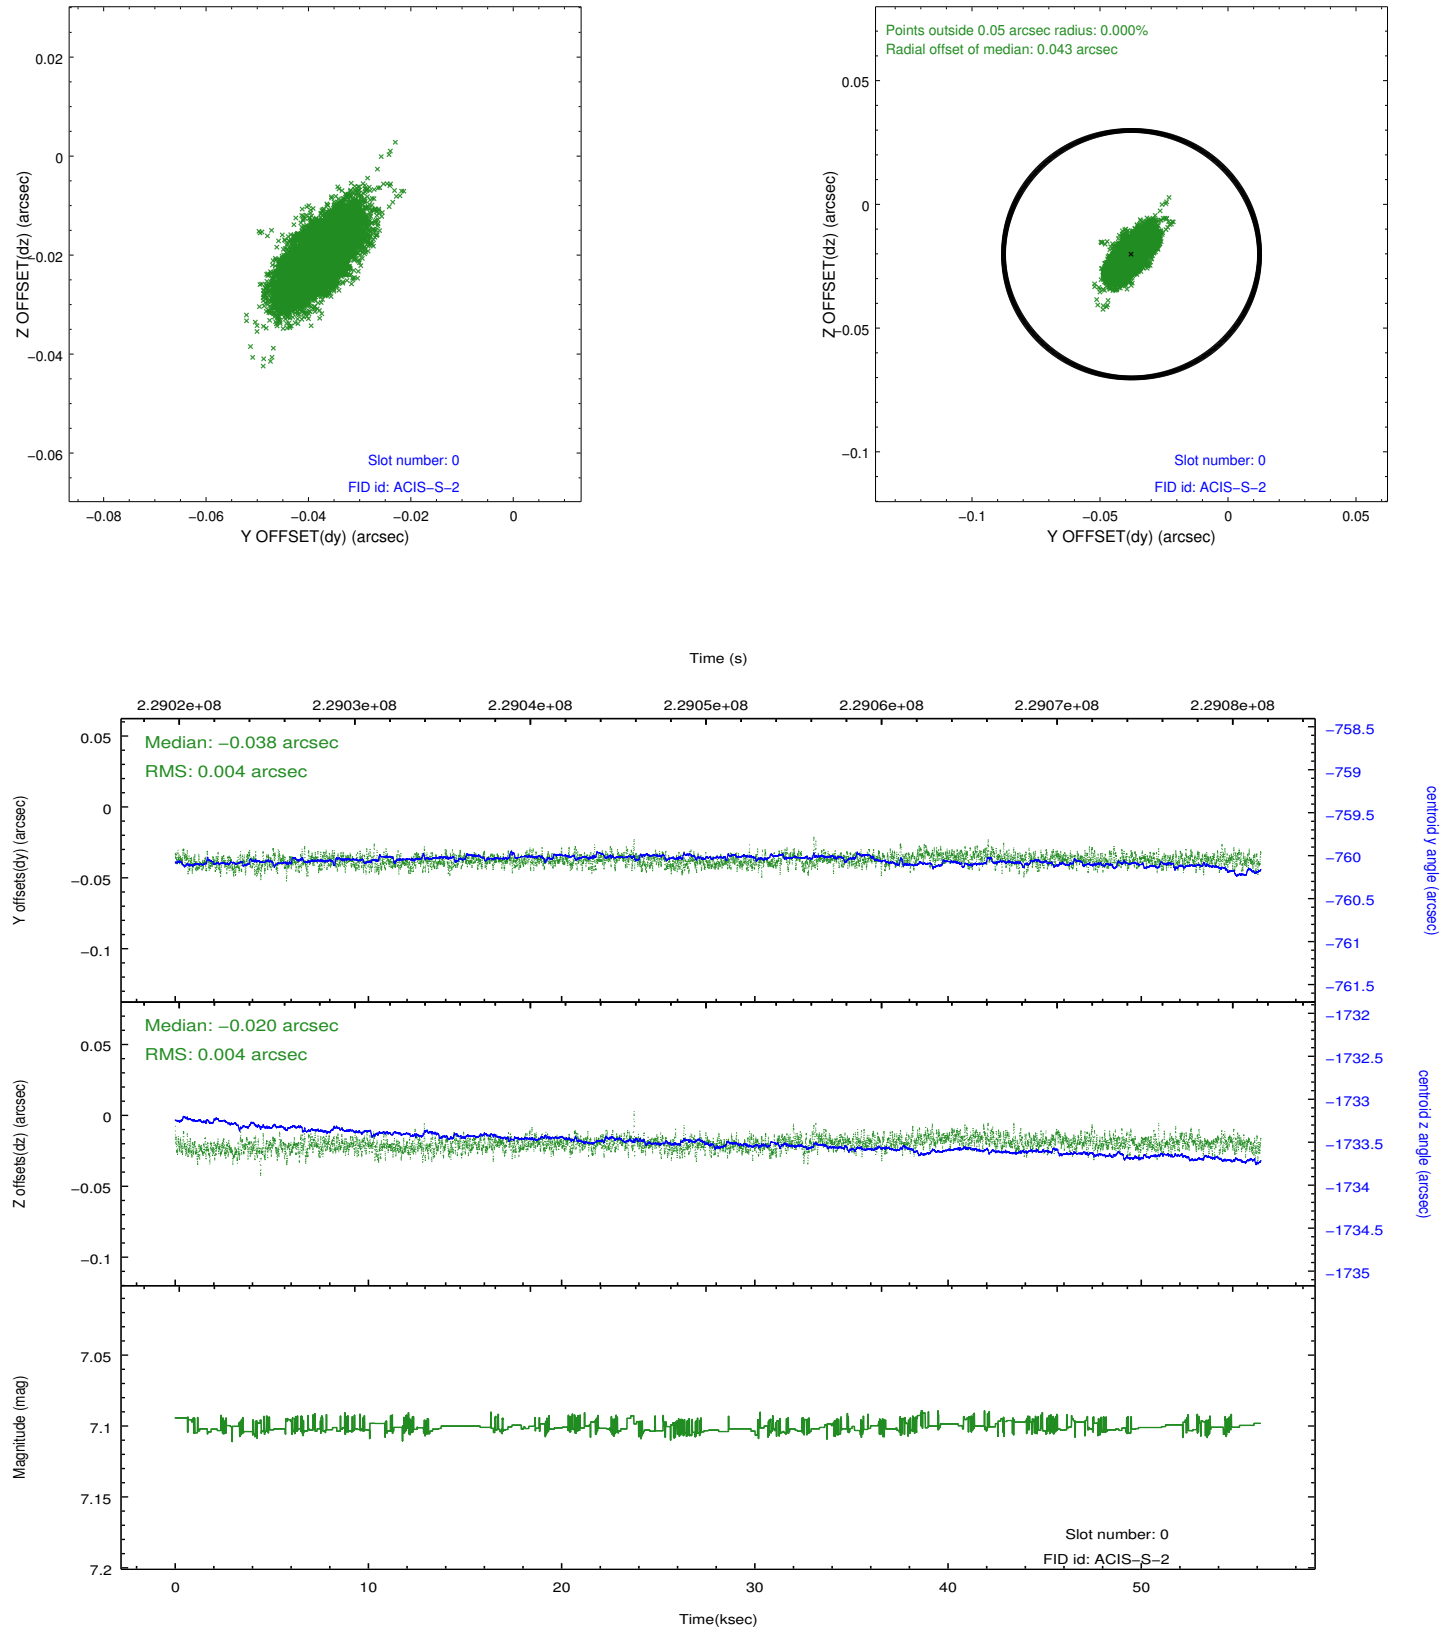 0.02
0
−0.02
−0.04
−0.06
Z OFFSET(dz) (arcsec)
Slot number: 0
FID id: ACIS−S−2
−0.08
−0.06
−0.04
−0.02
0
Y OFFSET(dy) (arcsec)
Points outside 0.05 arcsec radius: 0.000%
Radial offset of median: 0.043 arcsec
0.05
0
−0.05
−0.1
Z OFFSET(dz) (arcsec)
Slot number: 0
FID id: ACIS−S−2
−0.1
−0.05
0
0.05
Y OFFSET(dy) (arcsec)
Time (s)
2.2902e+08
2.2903e+08
2.2904e+08
2.2905e+08
2.2906e+08
2.2907e+08
2.2908e+08
Median: −0.038 arcsec
RMS: 0.004 arcsec
0.05
0
−0.05
−0.1
Y offsets(dy) (arcsec)
−758.5
−759
−759.5
−760
−760.5
−761
−761.5
centroid y angle (arcsec)
Median: −0.020 arcsec
RMS: 0.004 arcsec
0.05
0
−0.05
−0.1
Z offsets(dz) (arcsec)
−1732
−1732.5
−1733
−1733.5
−1734
−1734.5
−1735
centroid z angle (arcsec)
7.05
7.1
7.15
7.2
Magnitude (mag)
Slot number: 0
FID id: ACIS−S−2
0
10
20
30
40
50
Time(ksec)